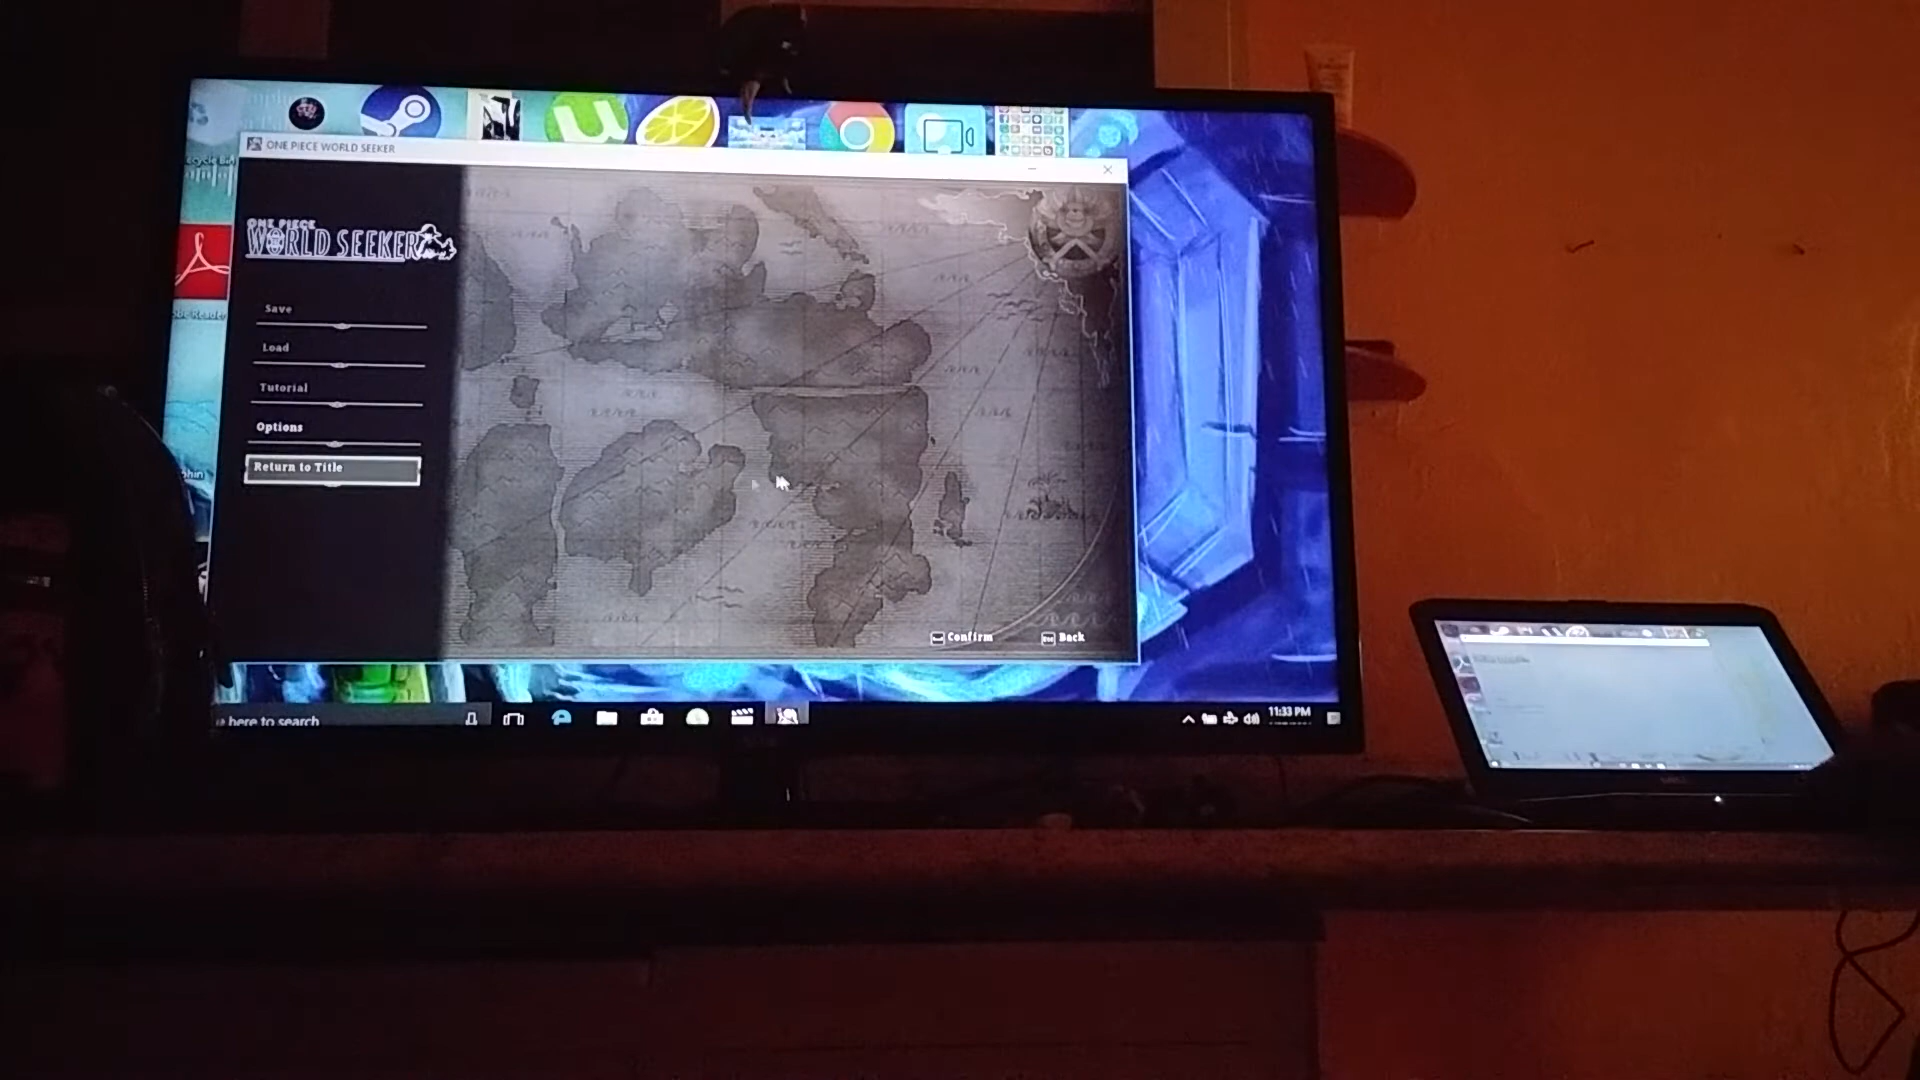 ONE PIECE WORLD SEEKER
ONE PIECE
WORLD SEEKER
Save
Load
Tutorial
Options
Return to Title
Confirm
Back
here to search
11:33 PM